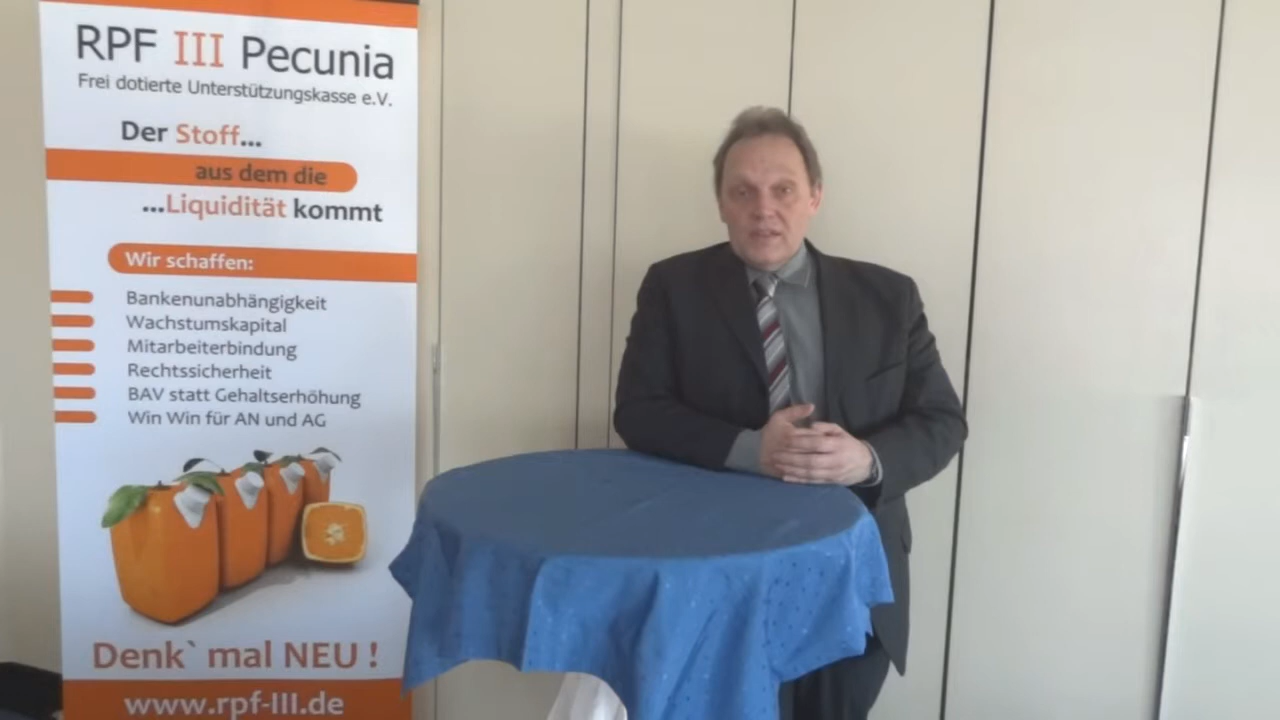 RPF III Pecunia
Frei dotierte Unterstützungskasse e.V.
Der Stoff...
aus dem die
...Liquidität kommt
Wir schaffen:
Bankenunabhängigkeit
Wachstumskapital
Mitarbeiterbindung
Rechtssicherheit
BAV statt Gehaltserhöhung
Win Win für AN und AG
Denk` mal NEU !
www.rpf-III.de